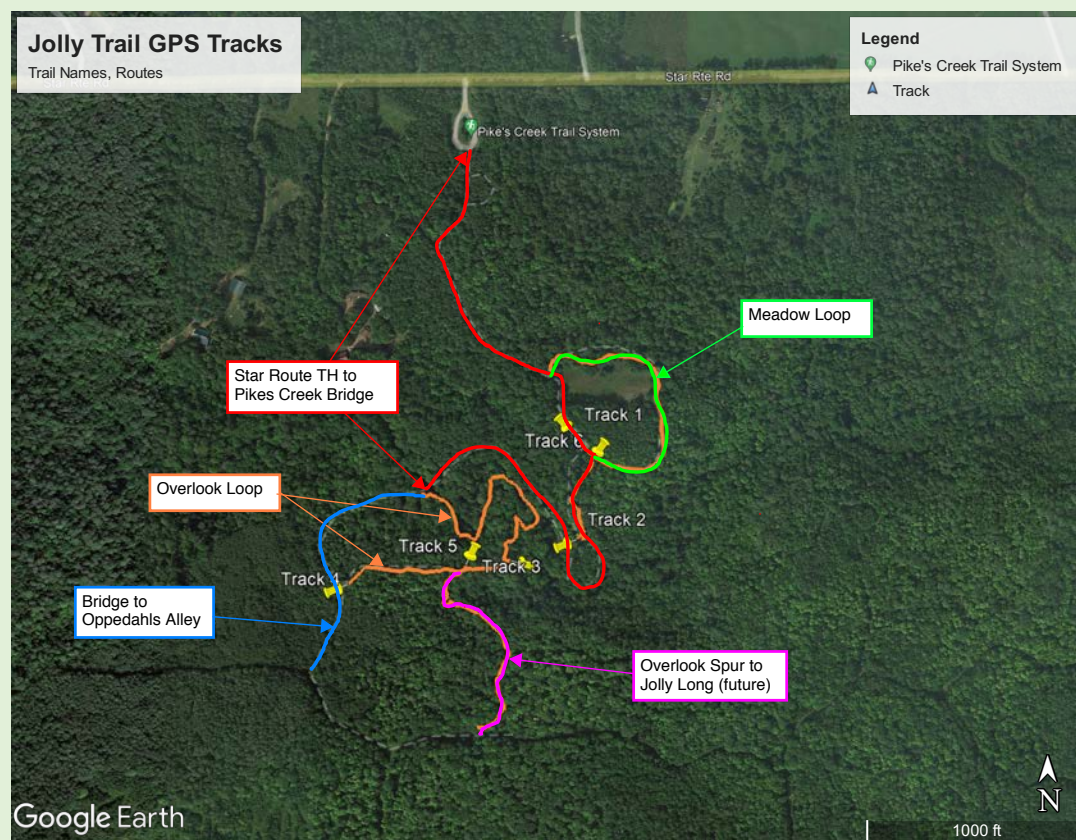 Jolly Trail GPS Tracks
Trail Names, Routes
Legend
Pike's Creek Trail System
Track
Star Rte Rd
Pike's Creek Trail System
Meadow Loop
Star Route TH to
Pikes Creek Bridge
Track 1
Track 6
Overlook Loop
Track 2
Track 5
Track 3
Track 4
Bridge to
Oppedahls Alley
Overlook Spur to
Jolly Long (future)
N
Google Earth
1000 ft